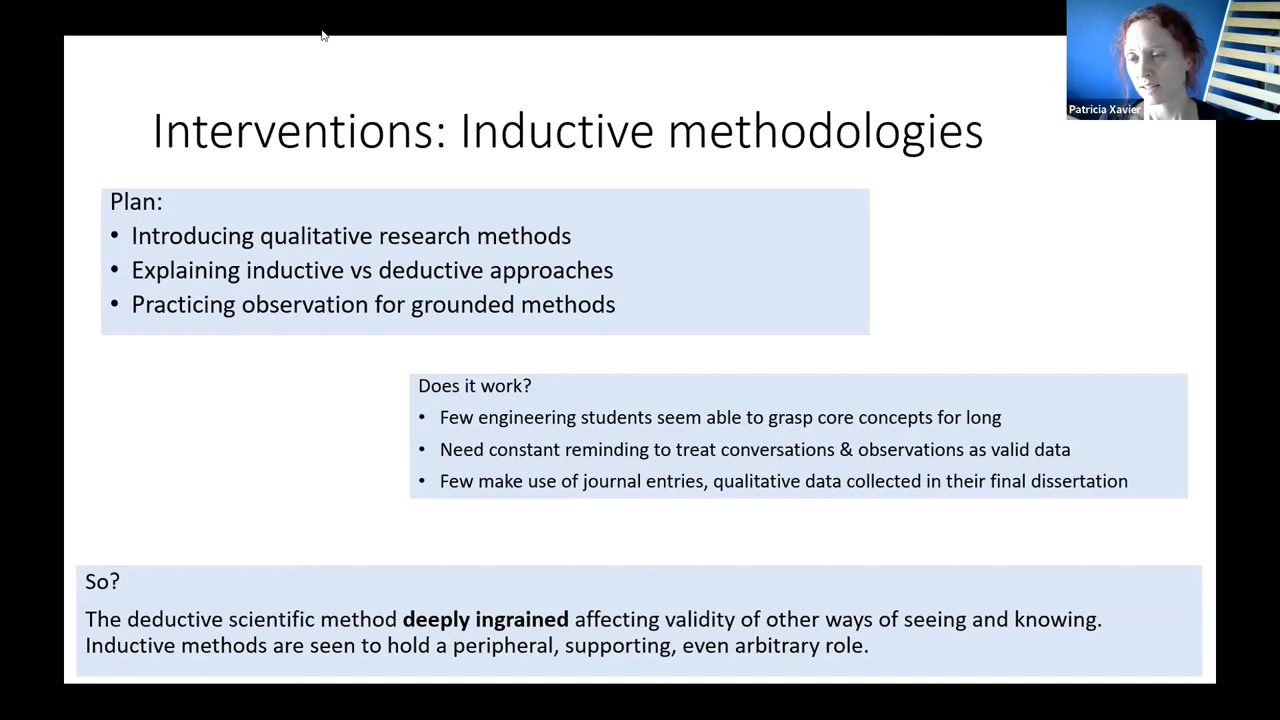 Patricia Xavier
Interventions: Inductive methodologies
Plan:
• Introducing qualitative research methods
• Explaining inductive vs deductive approaches
• Practicing observation for grounded methods
Does it work?
• Few engineering students seem able to grasp core concepts for long
• Need constant reminding to treat conversations & observations as valid data
• Few make use of journal entries, qualitative data collected in their final dissertation
So?
The deductive scientific method deeply ingrained affecting validity of other ways of seeing and knowing.
Inductive methods are seen to hold a peripheral, supporting, even arbitrary role.